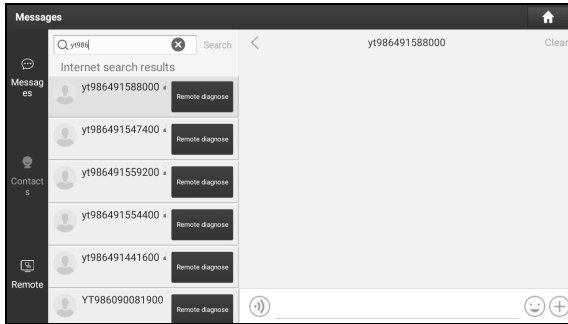 Messages
yt986
Search
yt986491588000
Clear
Internet search results
Messag
es
yt986491588000
Remote diagnose
yt986491547400
Remote diagnose
Contact
s
yt986491559200
Remote diagnose
yt986491554400
Remote diagnose
yt986491441600
Remote diagnose
Remote
YT986090081900
Remote diagnose